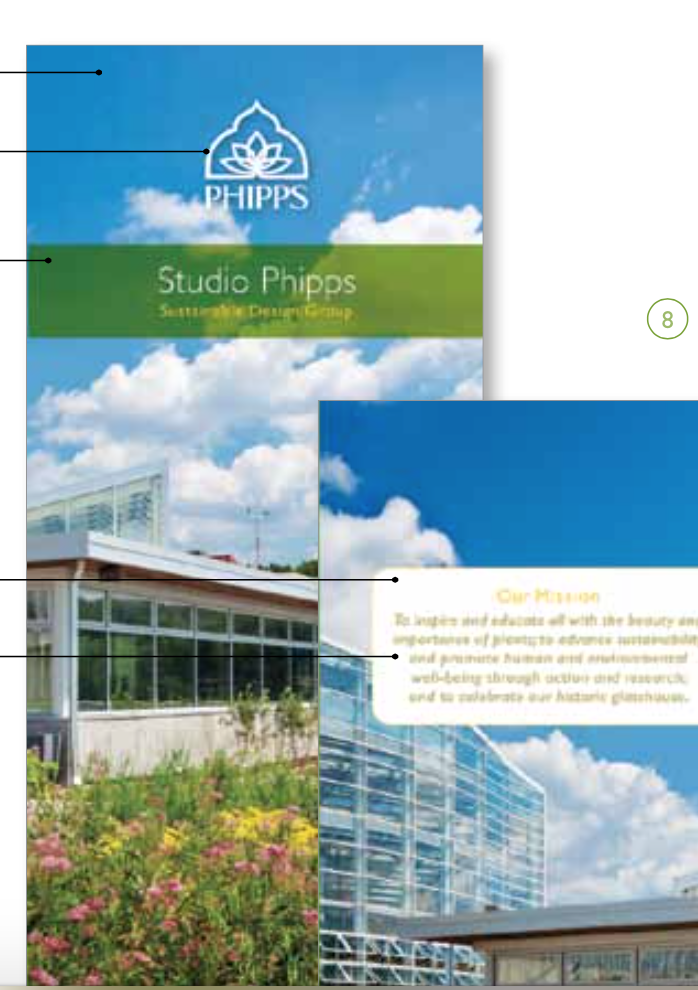 PHIPPS
Studio Phipps
Sustainable Design Group
8
Our Mission
To inspire and educate all with the beauty and
importance of plants; to advance
and promote human and environmental
well-being through action and research;
and to celebrate our historic glasshouse.